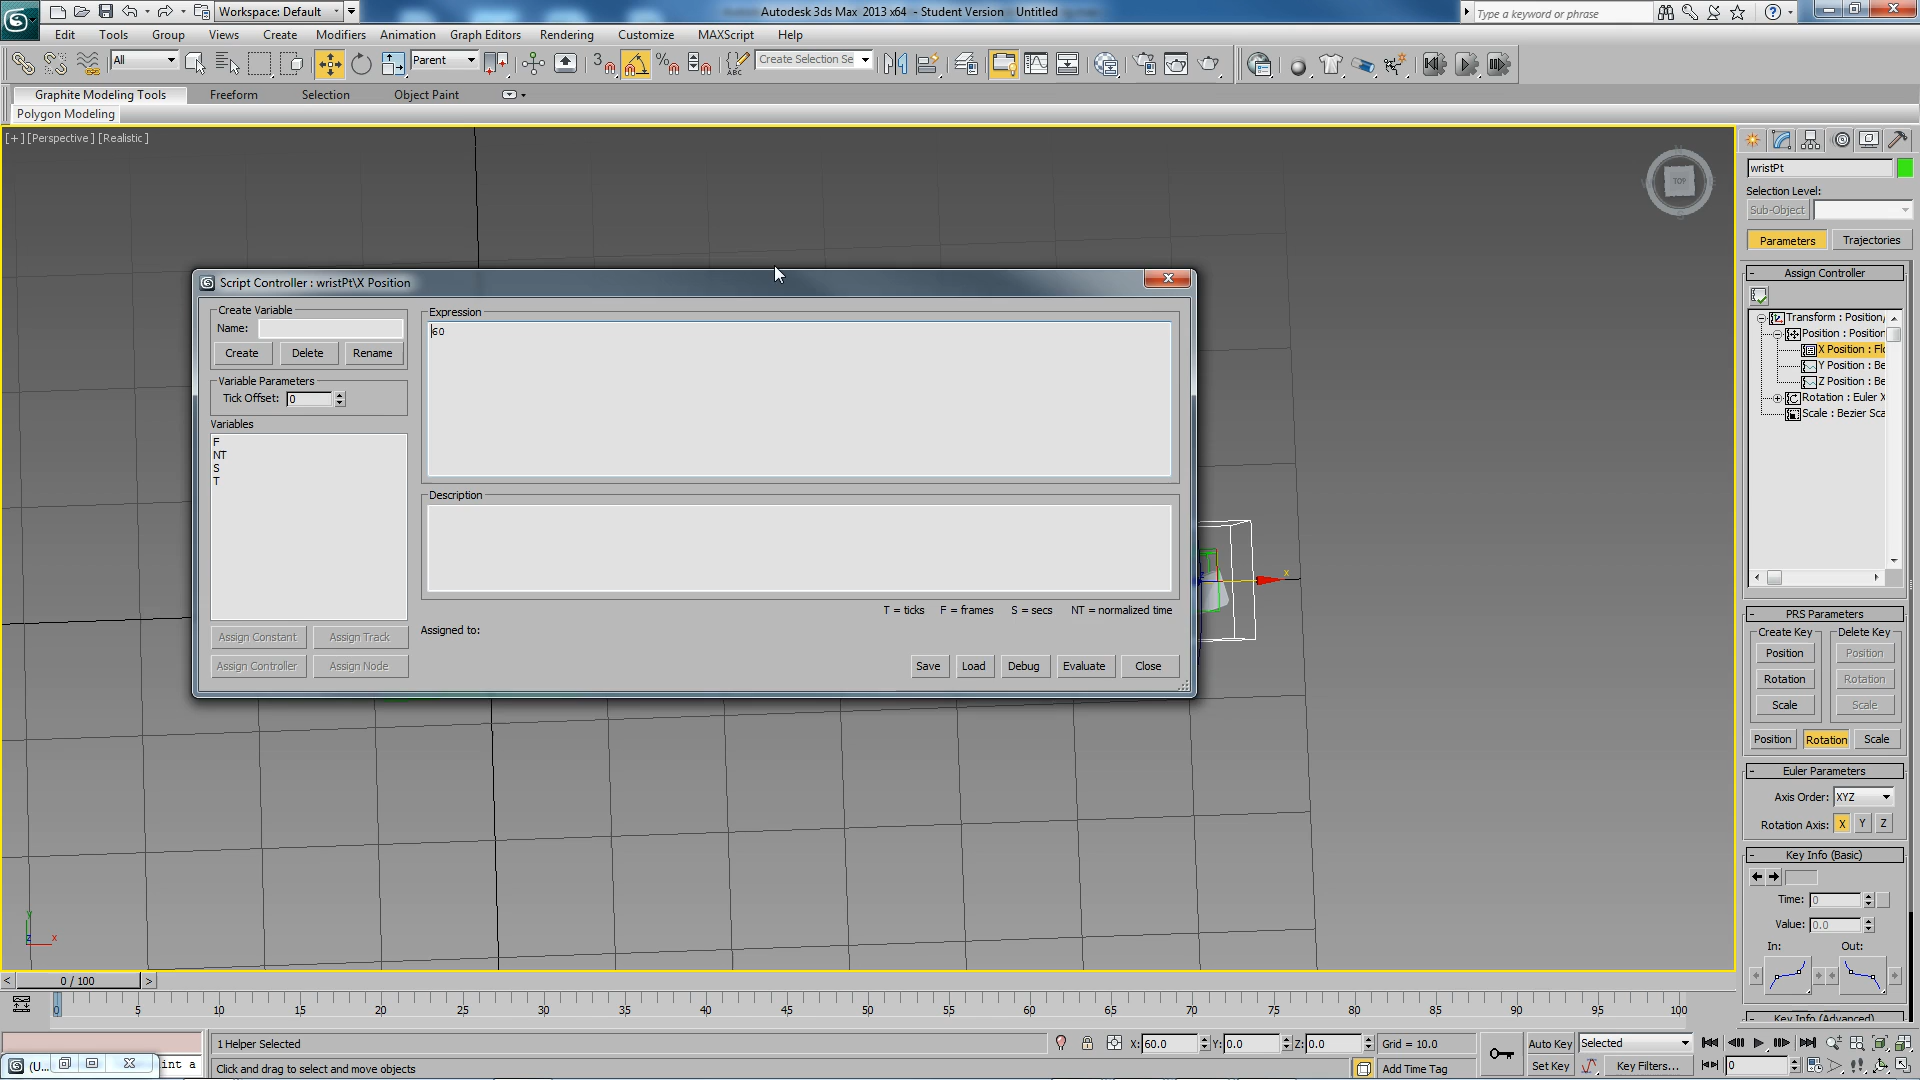 Workspace: Default
Autodesk 3ds Max 2013 x64 - Student Version Untitled
Type a keyword or phrase
Edit Tools Group Views Create Modifiers Animation Graph Editors Rendering Customize MAXScript Help
All
Parent
3
Create Selection Se
Graphite Modeling Tools Freeform Selection Object Paint
Polygon Modeling
[+] [Perspective] [Realistic]
TOP
wristPt
Selection Level:
Sub-Object
Parameters Trajectories
Assign Controller
Transform : Position/
Position : Position
X Position : Flo
Y Position : Be
Z Position : Be
Rotation : Euler X
Scale : Bezier Sca
Script Controller : wristPt\X Position
Create Variable
Name:
Create Delete Rename
Variable Parameters
Tick Offset: 0
Variables
F
NT
S
T
Assign Constant Assign Track
Assign Controller Assign Node
Expression
60
Description
T = ticks F = frames S = secs NT = normalized time
Assigned to:
Save Load Debug Evaluate Close
x
PRS Parameters
Create Key Delete Key
Position Position
Rotation Rotation
Scale Scale
Position Rotation Scale
Euler Parameters
Axis Order: XYZ
Rotation Axis: X Y Z
Key Info (Basic)
Time: 0
Value: 0.0
In: Out:
Key Info (Advanced)
y
z x
0 / 100
0 5 10 15 20 25 30 35 40 45 50 55 60 65 70 75 80 85 90 95 100
1 Helper Selected
X: 60.0 Y: 0.0 Z: 0.0
Grid = 10.0
Auto Key Selected
(U... int a
Click and drag to select and move objects
Add Time Tag
Set Key Key Filters...
0